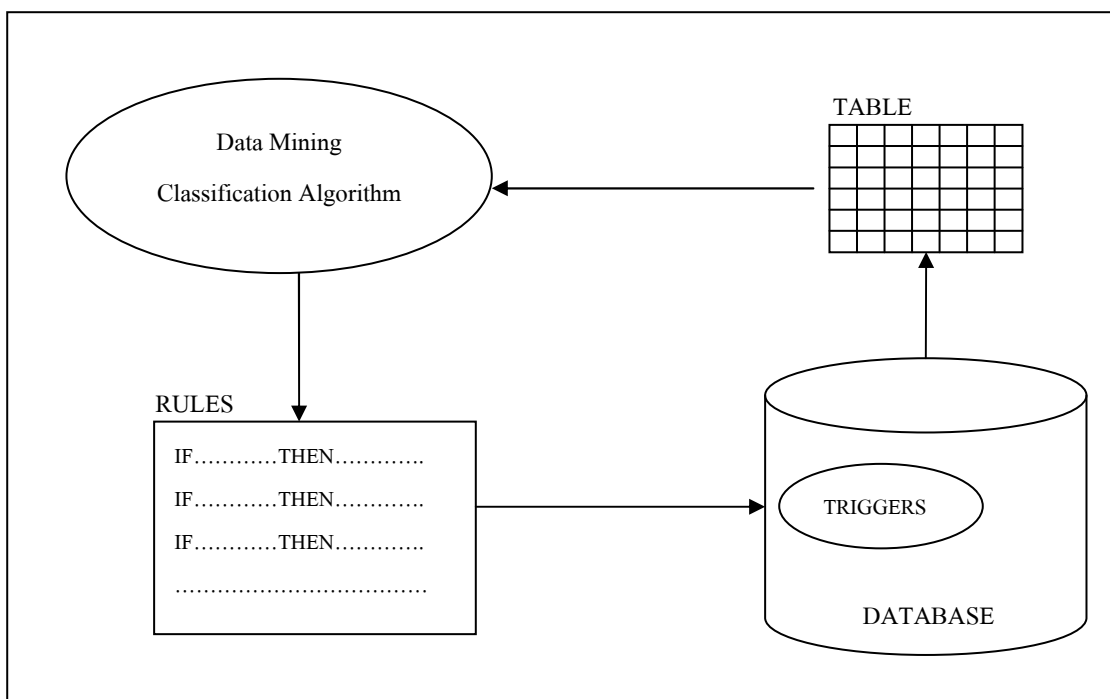 Data Mining
Classification Algorithm
TABLE
RULES
IF…………THEN………….
IF…………THEN………….
IF…………THEN………….
………………………………
TRIGGERS
DATABASE